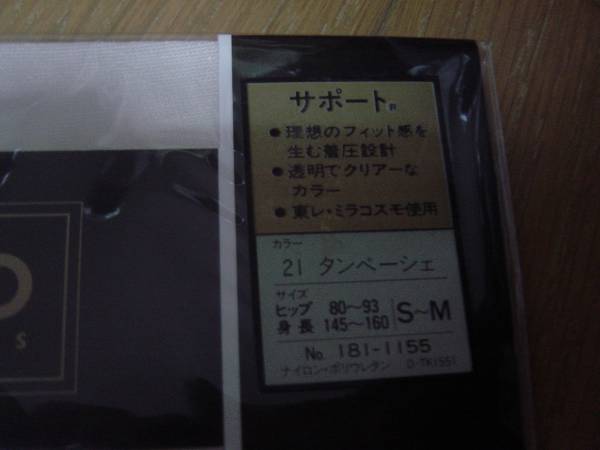 サポート®
●理想のフィット感を
生む着圧設計
●透明でクリアーな
カラー
●東レ・ミラコスモ使用
カラー
21 タンベーシェ
サイズ
ヒップ 80〜93
身長 145〜160
S〜M
No. 181-1155
ナイロン・ポリウレタン D-TK1551